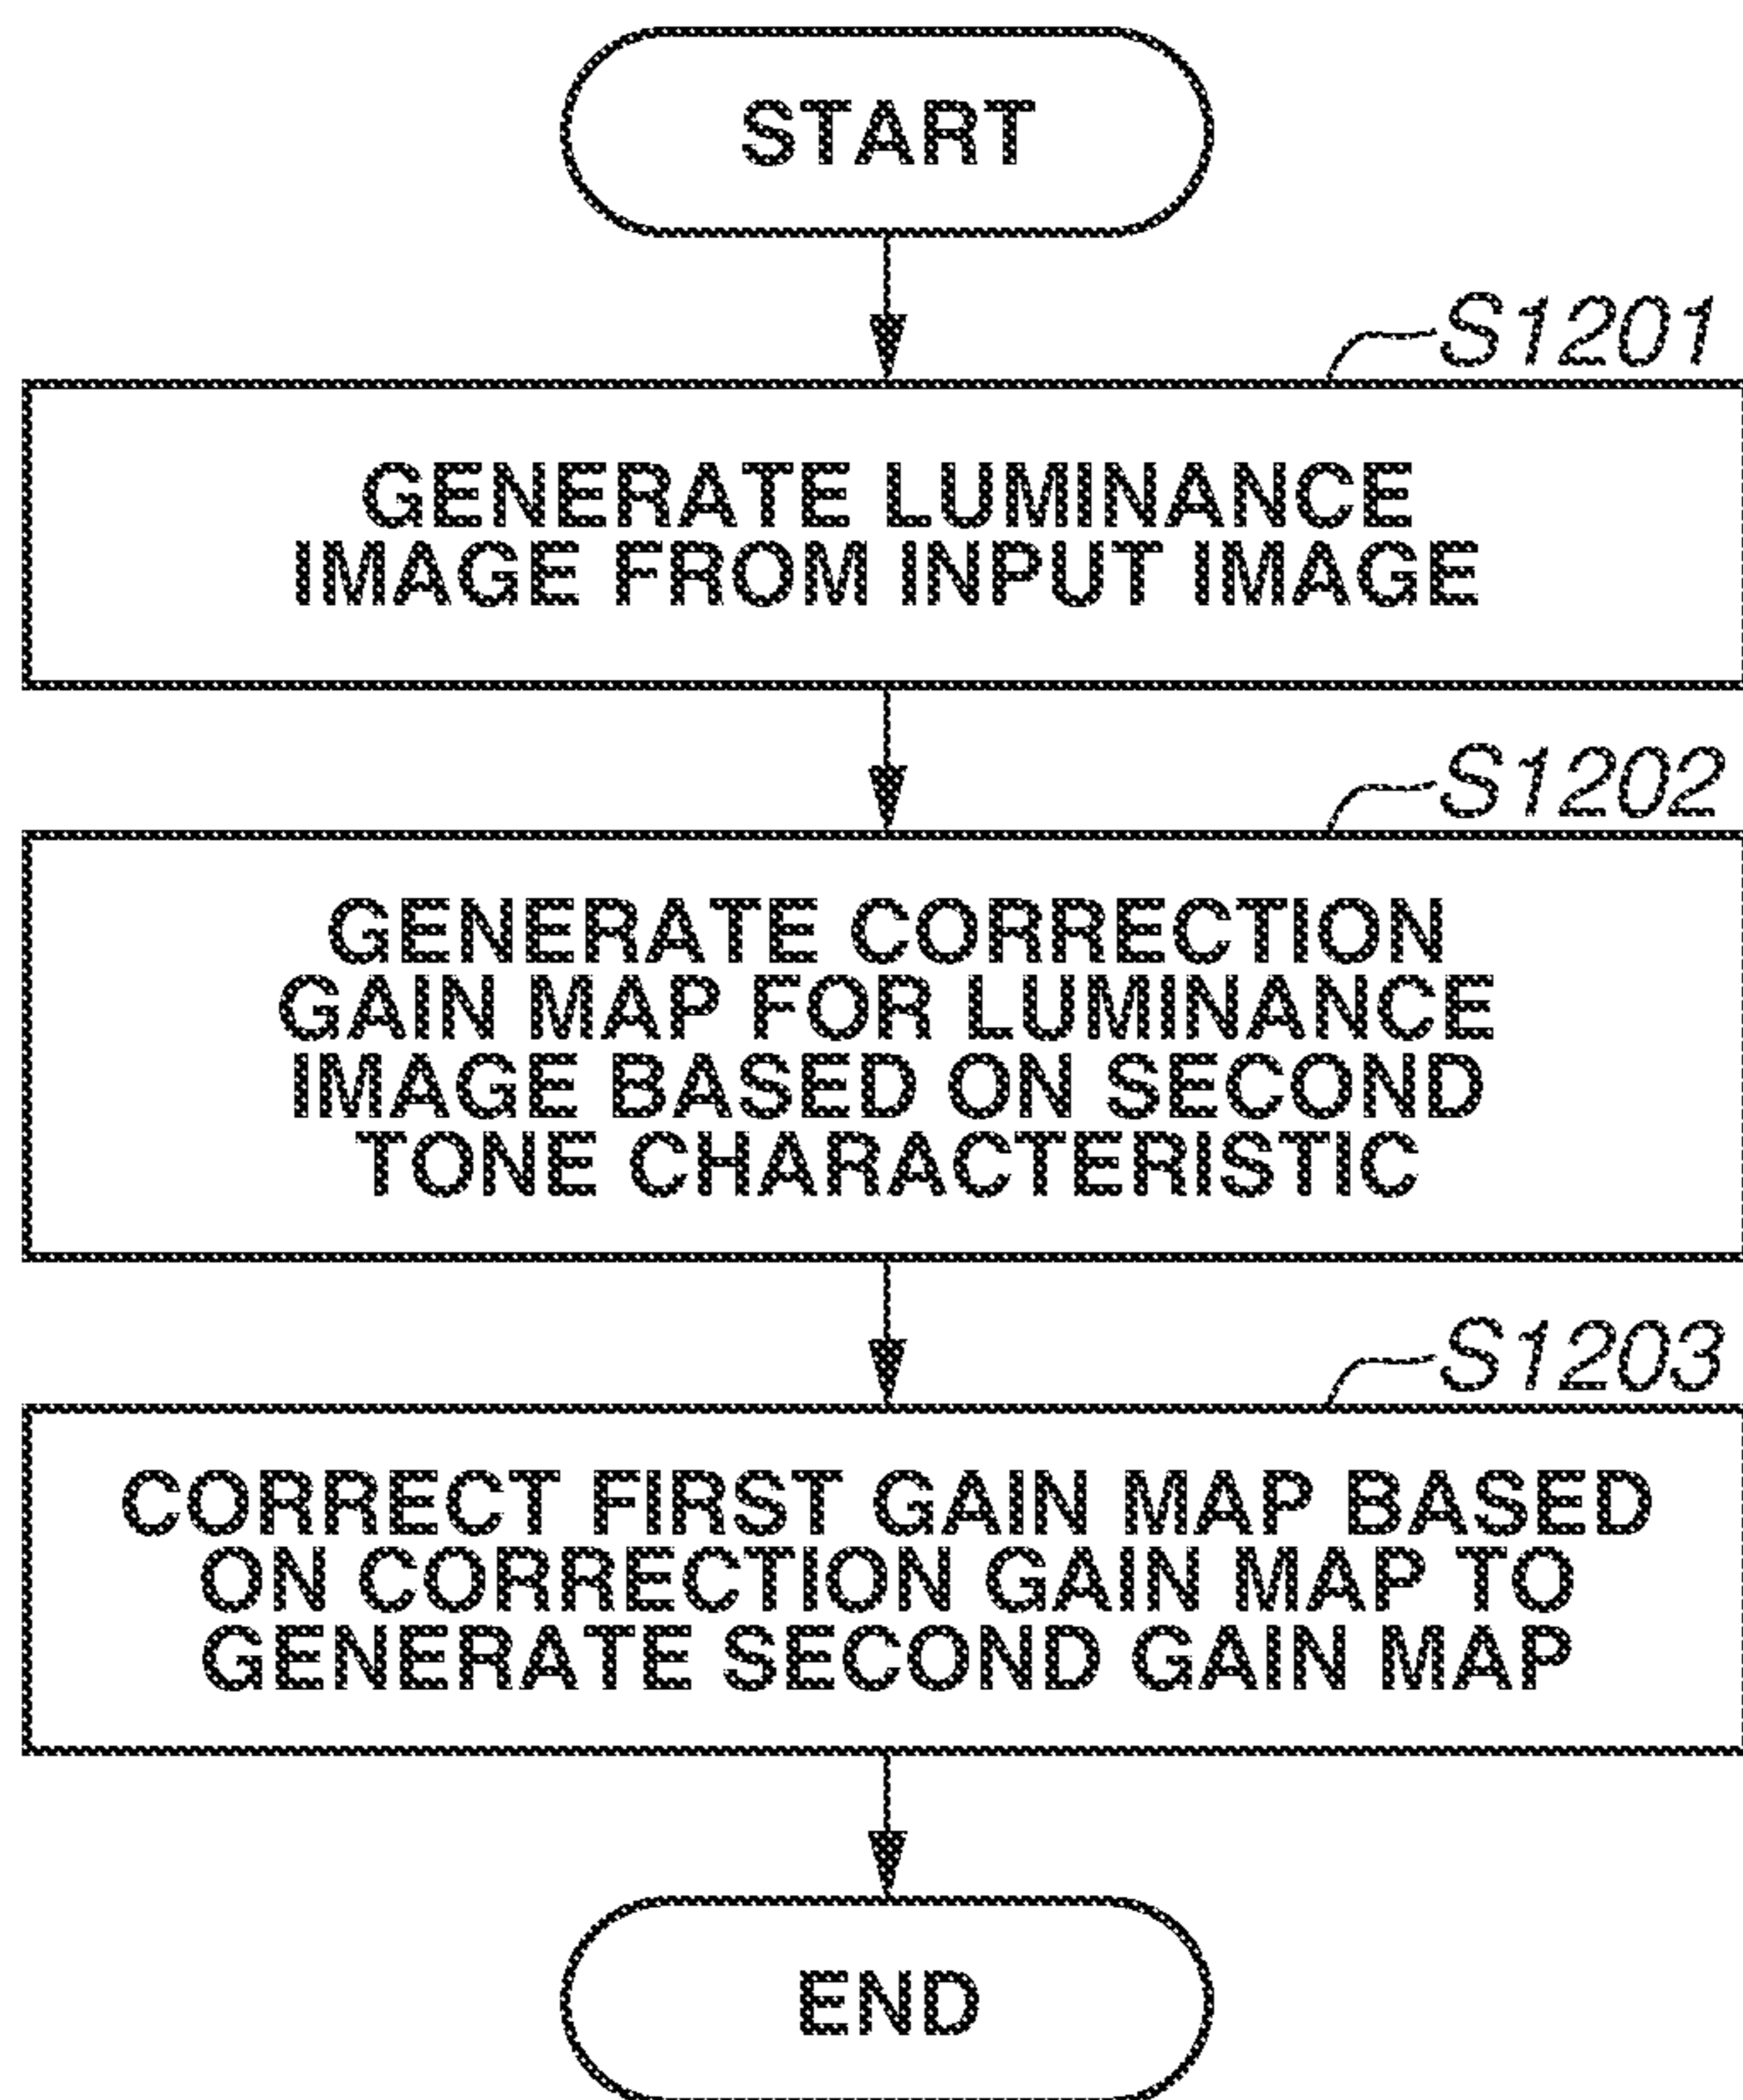 START
S1201
GENERATE LUMINANCE
IMAGE FROM INPUT IMAGE
S1202
GENERATE CORRECTION
GAIN MAP FOR LUMINANCE
IMAGE BASED ON SECOND
TONE CHARACTERISTIC
S1203
CORRECT FIRST GAIN MAP BASED
ON CORRECTION GAIN MAP TO
GENERATE SECOND GAIN MAP
END